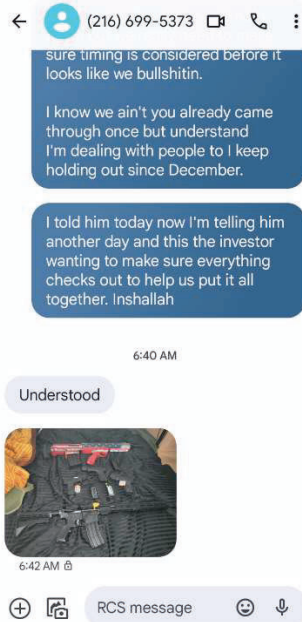 (216) 699-5373
sure timing is considered before it
looks like we bullshitin.
I know we ain't you already came
through once but understand
I'm dealing with people to I keep
holding out since December.
I told him today now I'm telling him
another day and this the investor
wanting to make sure everything
checks out to help us put it all
together. Inshallah
6:40 AM
Understood
6:42 AM
RCS message